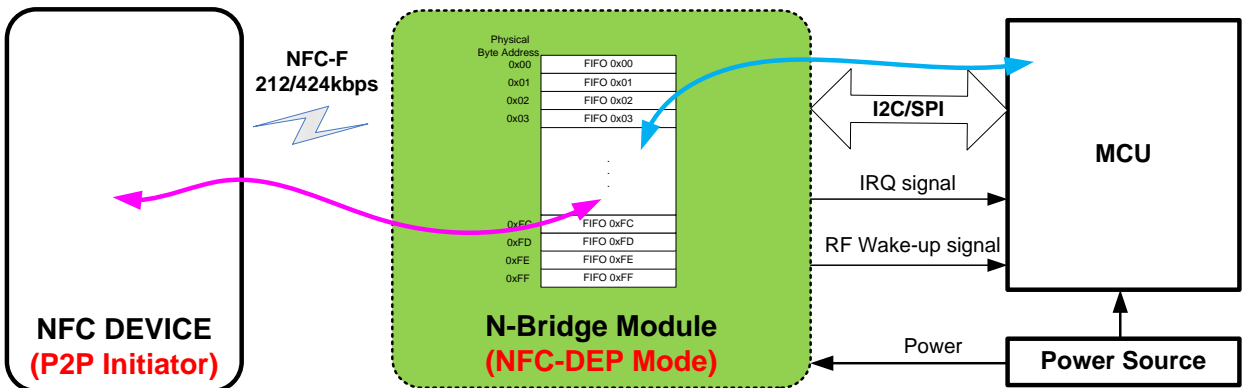 NFC-F
212/424kbps
NFC DEVICE
(P2P Initiator)
Physical
Byte Address
0x00 FIFO 0x00
0x01 FIFO 0x01
0x02 FIFO 0x02
0x03 FIFO 0x03
.
.
.
0xFC FIFO 0xFC
0xFD FIFO 0xFD
0xFE FIFO 0xFE
0xFF FIFO 0xFF
N-Bridge Module
(NFC-DEP Mode)
I2C/SPI
IRQ signal
RF Wake-up signal
Power
MCU
Power Source